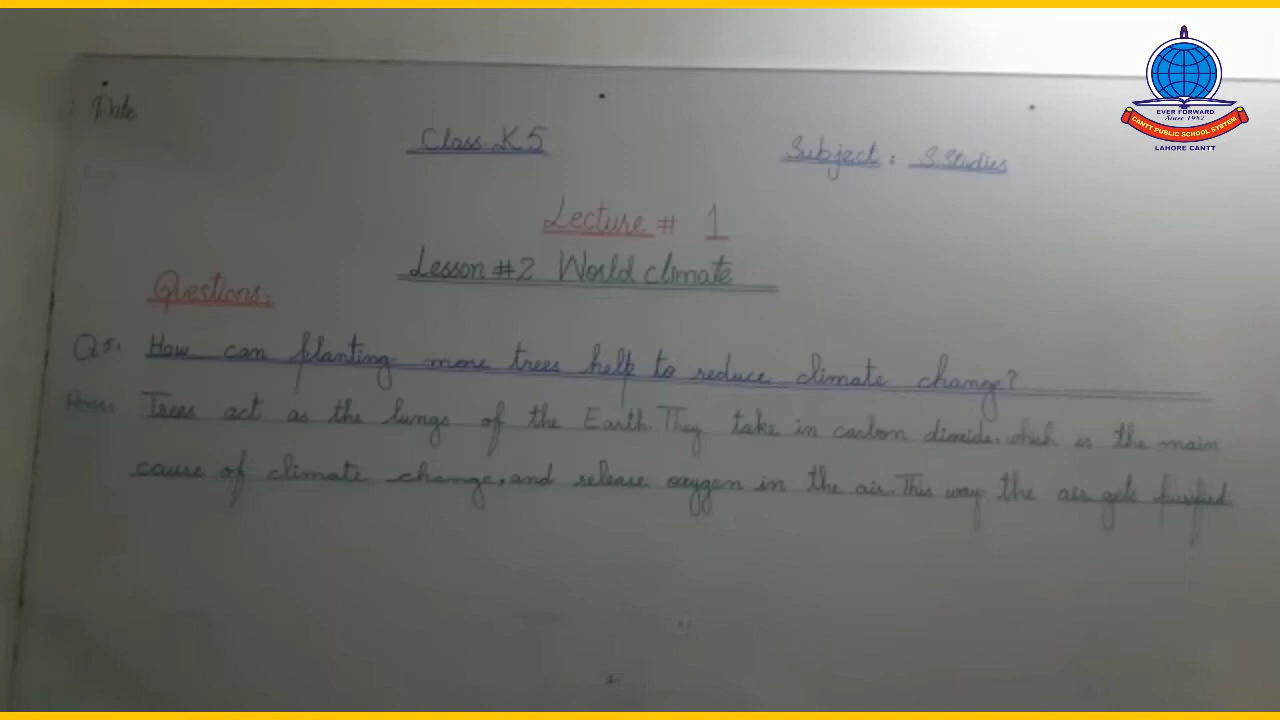 Date
Class K5
Subject : S.Studies
Lecture # 1
Lesson #2 World climate
Questions:
Q5. How can planting more trees help to reduce climate change?
Ans: Trees act as the lungs of the Earth. They take in carbon dioxide, which is the main
cause of climate change, and release oxygen in the air. This way the air gets purified
EVER FORWARD
Since 1982
CANTT PUBLIC SCHOOL SYSTEM
LAHORE CANTT